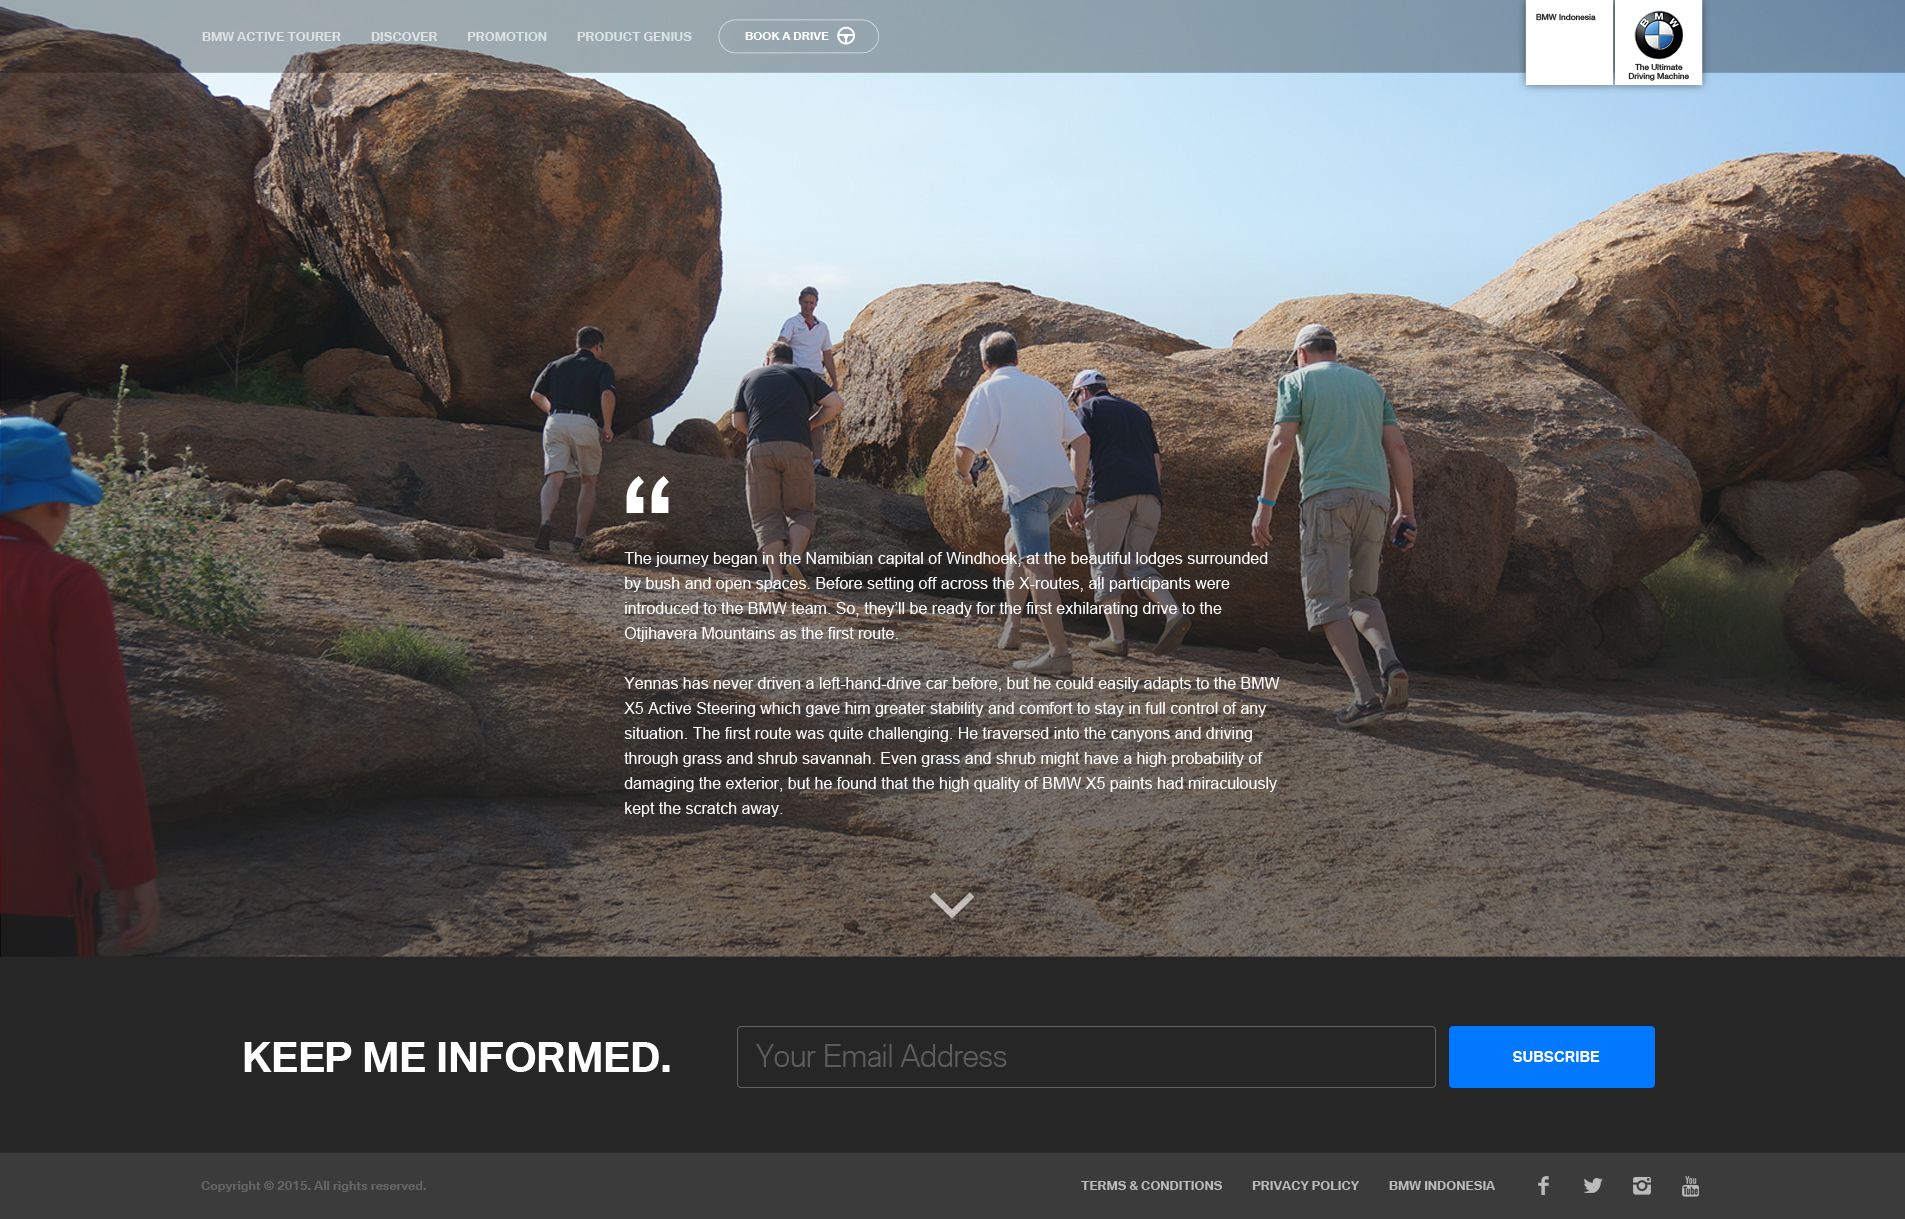 BMW ACTIVE TOURER DISCOVER PROMOTION PRODUCT GENIUS BOOK A DRIVE
BMW Indonesia
BMW
The Ultimate
Driving Machine
“
The journey began in the Namibian capital of Windhoek, at the beautiful lodges surrounded
by bush and open spaces. Before setting off across the X-routes, all participants were
introduced to the BMW team. So, they’ll be ready for the first exhilarating drive to the
Otjihavera Mountains as the first route.
Yennas has never driven a left-hand-drive car before, but he could easily adapts to the BMW
X5 Active Steering which gave him greater stability and comfort to stay in full control of any
situation. The first route was quite challenging. He traversed into the canyons and driving
through grass and shrub savannah. Even grass and shrub might have a high probability of
damaging the exterior, but he found that the high quality of BMW X5 paints had miraculously
kept the scratch away.
KEEP ME INFORMED. Your Email Address SUBSCRIBE
Copyright © 2015. All rights reserved. TERMS & CONDITIONS PRIVACY POLICY BMW INDONESIA You Tube